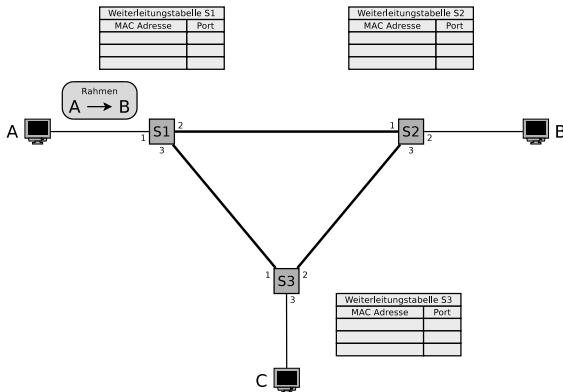 Weiterleitungstabelle S1
MAC Adresse Port
Weiterleitungstabelle S2
MAC Adresse Port
Rahmen
A → B
A
1
S1
2
3
1
S2
2
3
B
1
S3
2
3
Weiterleitungstabelle S3
MAC Adresse Port
C